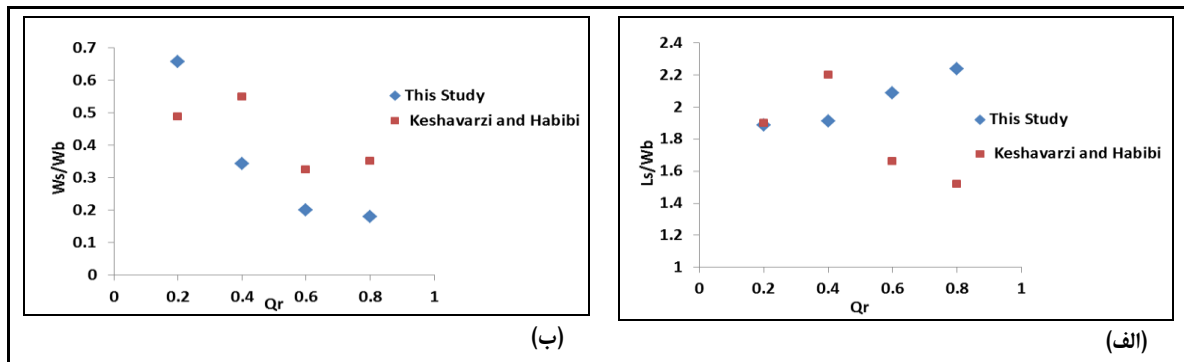 0.7
0.6
0.5
0.4
0.3
0.2
0.1
0
Ws/Wb
0 0.2 0.4 0.6 0.8 1
Qr
This Study
Keshavarzi and Habibi
(ب)
2.4
2.2
2
1.8
1.6
1.4
1.2
1
Ls/Wb
0 0.2 0.4 0.6 0.8 1
Qr
This Study
Keshavarzi and Habibi
(الف)